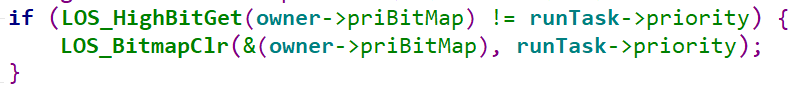 if (LOS_HighBitGet(owner->priBitMap) != runTask->priority) {
    LOS_BitmapClr(&(owner->priBitMap), runTask->priority);
}